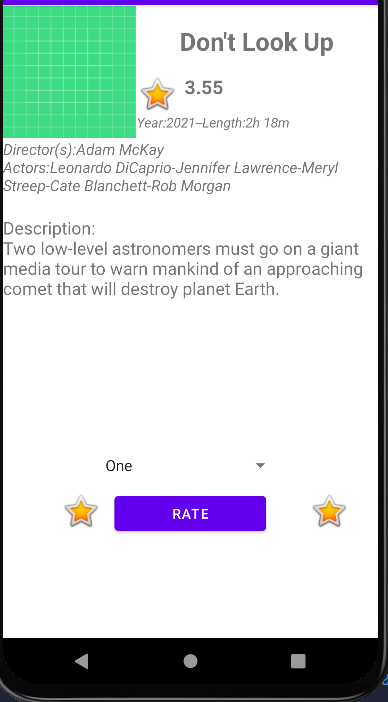 Don't Look Up
3.55
Year:2021--Length:2h 18m
Director(s):Adam McKay
Actors:Leonardo DiCaprio-Jennifer Lawrence-Meryl
Streep-Cate Blanchett-Rob Morgan
Description:
Two low-level astronomers must go on a giant
media tour to warn mankind of an approaching
comet that will destroy planet Earth.
One
RATE